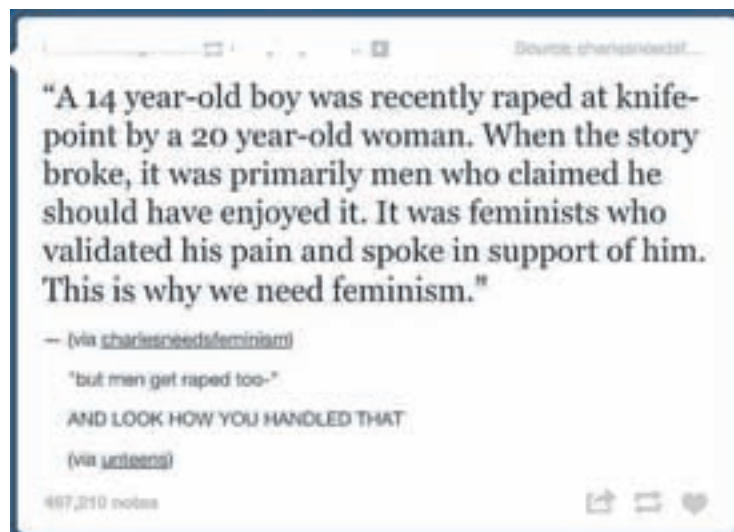 “A 14 year-old boy was recently raped at knife-
point by a 20 year-old woman. When the story
broke, it was primarily men who claimed he
should have enjoyed it. It was feminists who
validated his pain and spoke in support of him.
This is why we need feminism."
— (via charlesneedsfeminism)
"but men get raped too-"
AND LOOK HOW YOU HANDLED THAT
(via unteens)
notes